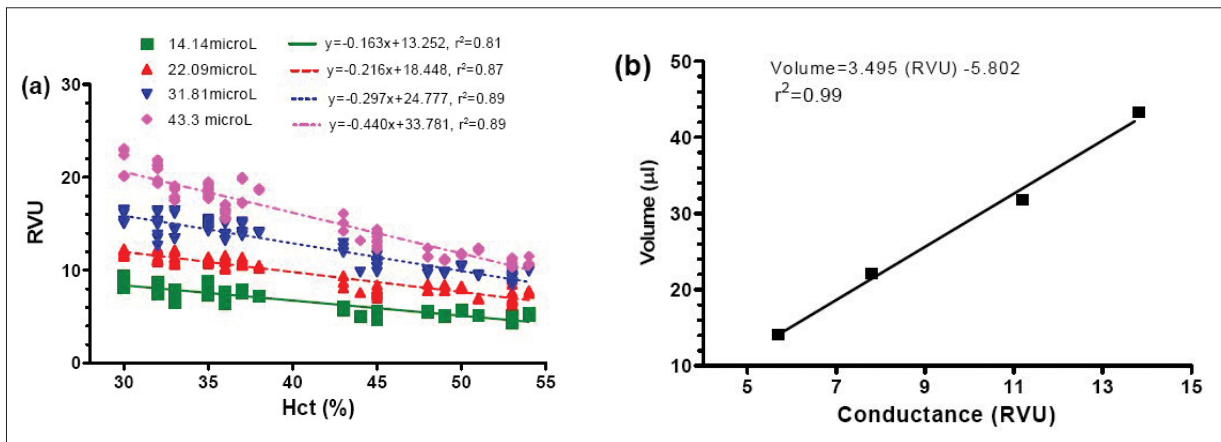 (a)
14.14microL y=-0.163x+13.252, r²=0.81
22.09microL y=-0.216x+18.448, r²=0.87
31.81microL y=-0.297x+24.777, r²=0.89
43.3 microL y=-0.440x+33.781, r²=0.89
30
20
10
0
RVU
30 35 40 45 50 55
Hct (%)
(b)
Volume=3.495 (RVU) -5.802
r²=0.99
50
40
30
20
10
Volume (µl)
5 7 9 11 13 15
Conductance (RVU)